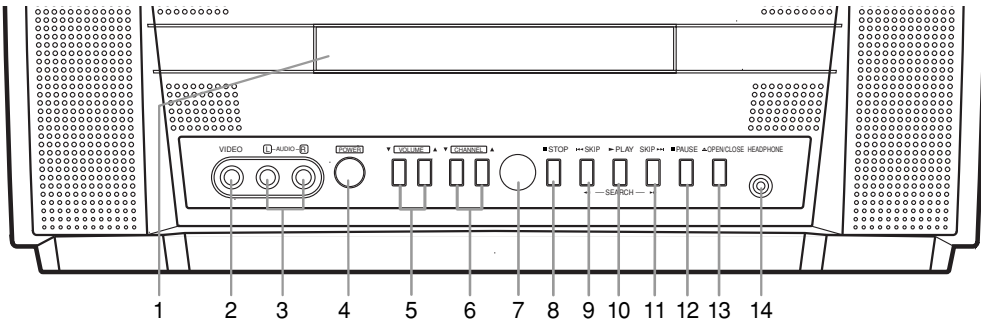 VIDEO L - AUDIO - R POWER ▼ VOLUME ▲ ▼ CHANNEL ▲ ■ STOP ⏮ SKIP ► PLAY SKIP ⏭ ■ PAUSE ⏏ OPEN/CLOSE HEADPHONE
SEARCH
1 2 3 4 5 6 7 8 9 10 11 12 13 14